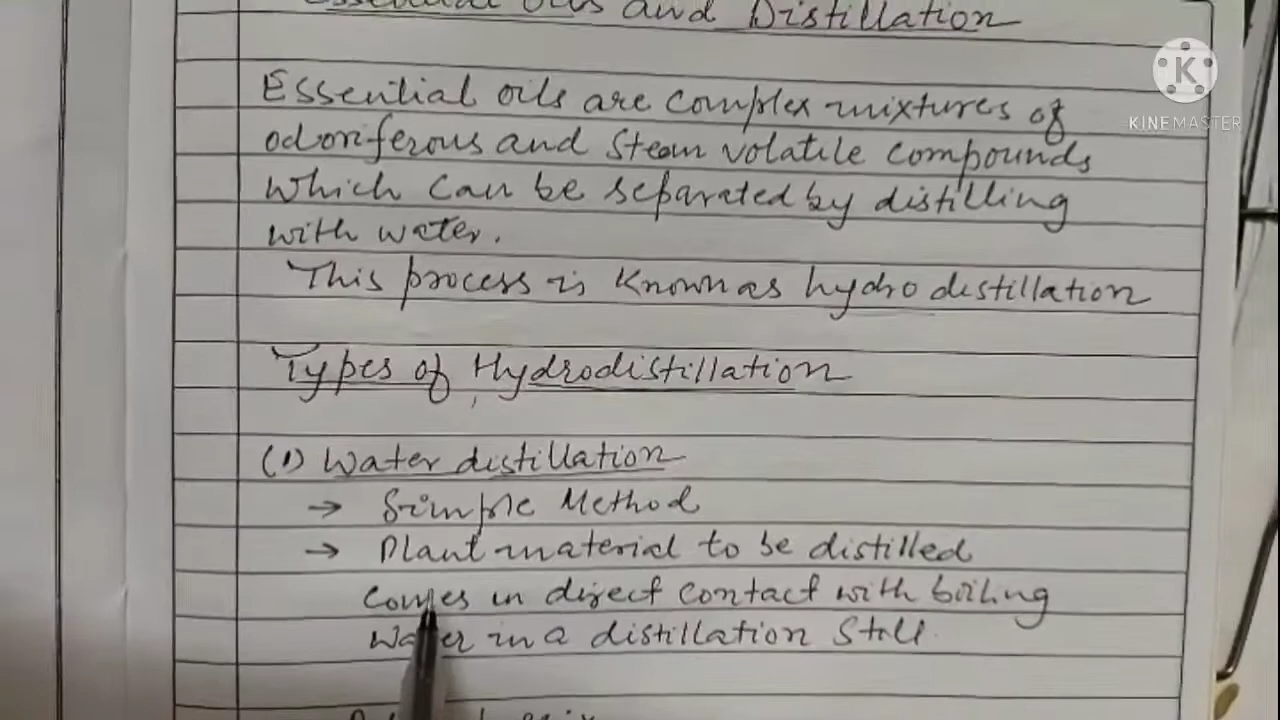 Essential Oils and Distillation
Essential oils are complex mixtures of
odoriferous and Steam volatile compounds
which can be separated by distilling
with water.
This process is Known as hydro distillation
Types of Hydrodistillation
(1) Water distillation
→ Simple Method
→ Plant material to be distilled
Comes in direct contact with boiling
Water in a distillation Still.
K
KINEMASTER